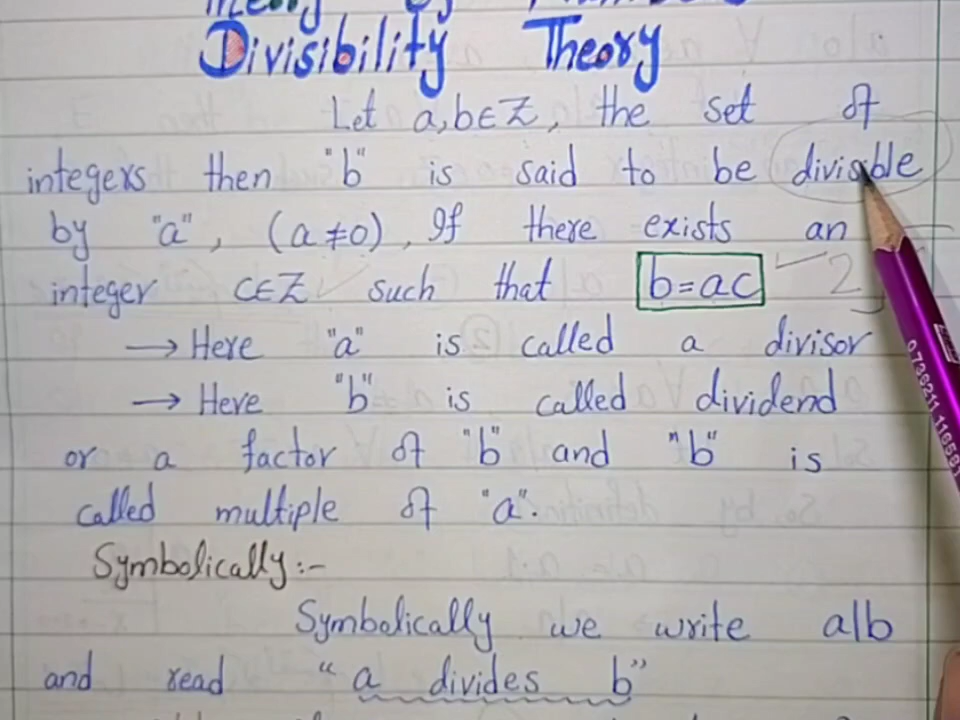 Divisibility Theory
Let a,b∈Z, the set of
integers then "b" is said to be divisible
by "a", (a≠0), If there exists an
integer c∈Z such that b=ac 2
→ Here "a" is called a divisor
→ Here "b" is called dividend
or a factor of "b" and "b" is
called multiple of "a".
Symbolically:-
Symbolically we write a|b
and read "a divides b"